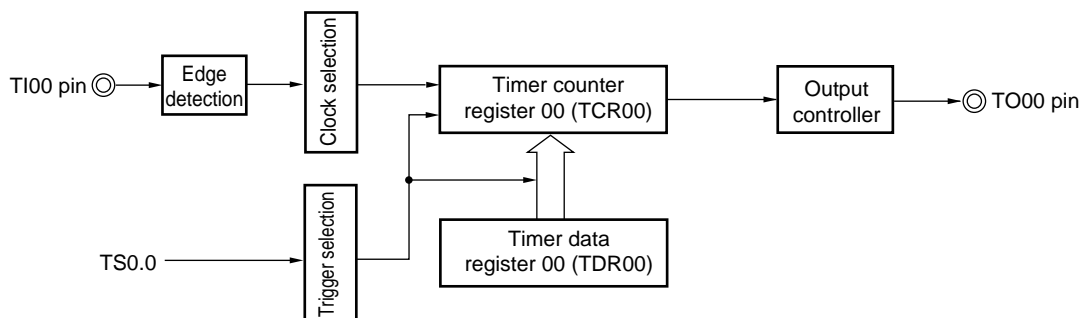 TI00 pin
Edge
detection
Clock selection
Timer counter
register 00 (TCR00)
Output
controller
TO00 pin
TS0.0
Trigger selection
Timer data
register 00 (TDR00)